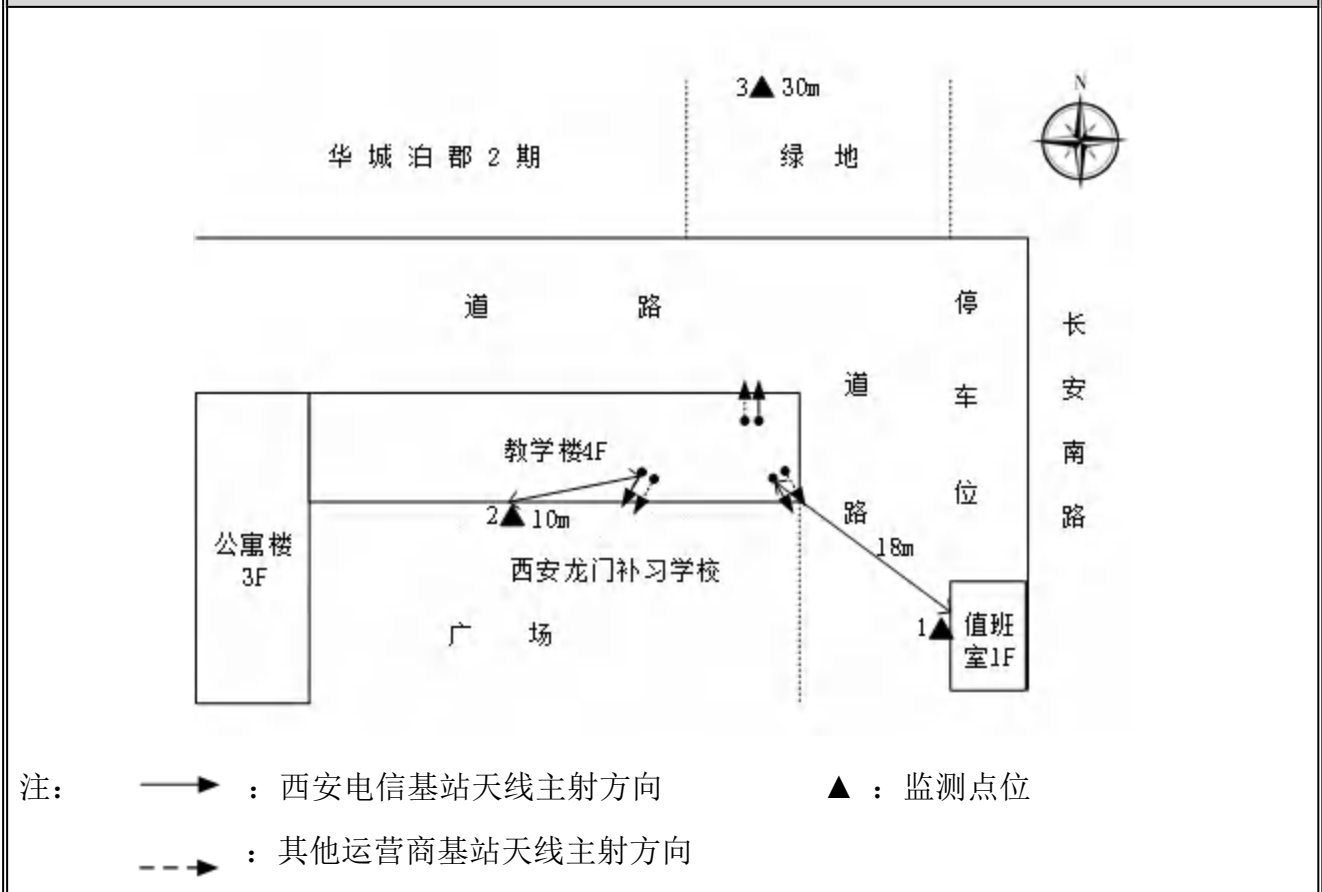 N
3▲ 30m
华城泊郡2期
绿 地
道 路
停车位
长安南路
道路
教学楼4F
2▲ 10m
18m
公寓楼
3F
西安龙门补习学校
广 场
1▲
值班
室1F
注： ：西安电信基站天线主射方向 ▲ ：监测点位
：其他运营商基站天线主射方向